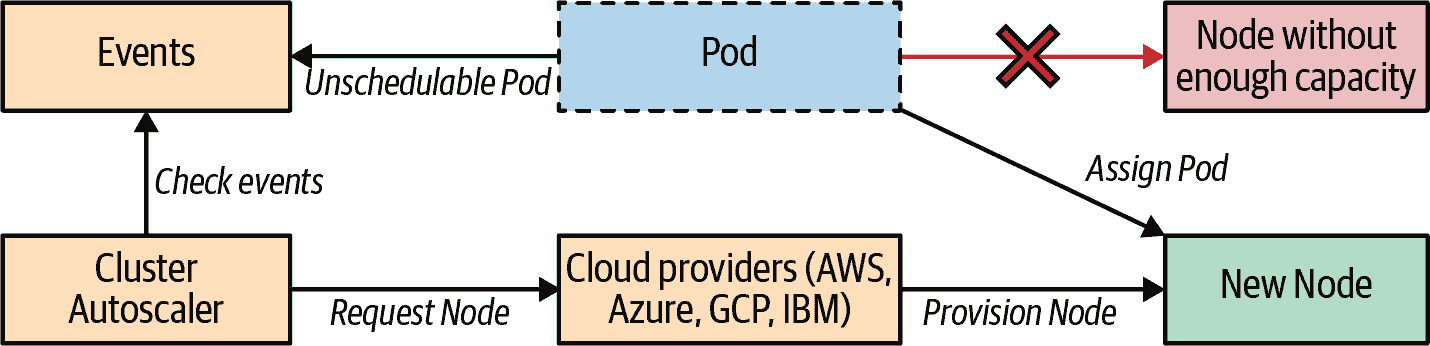 Events
Unschedulable Pod
Pod
Node without
enough capacity
Check events
Assign Pod
Cluster
Autoscaler
Request Node
Cloud providers (AWS,
Azure, GCP, IBM)
Provision Node
New Node